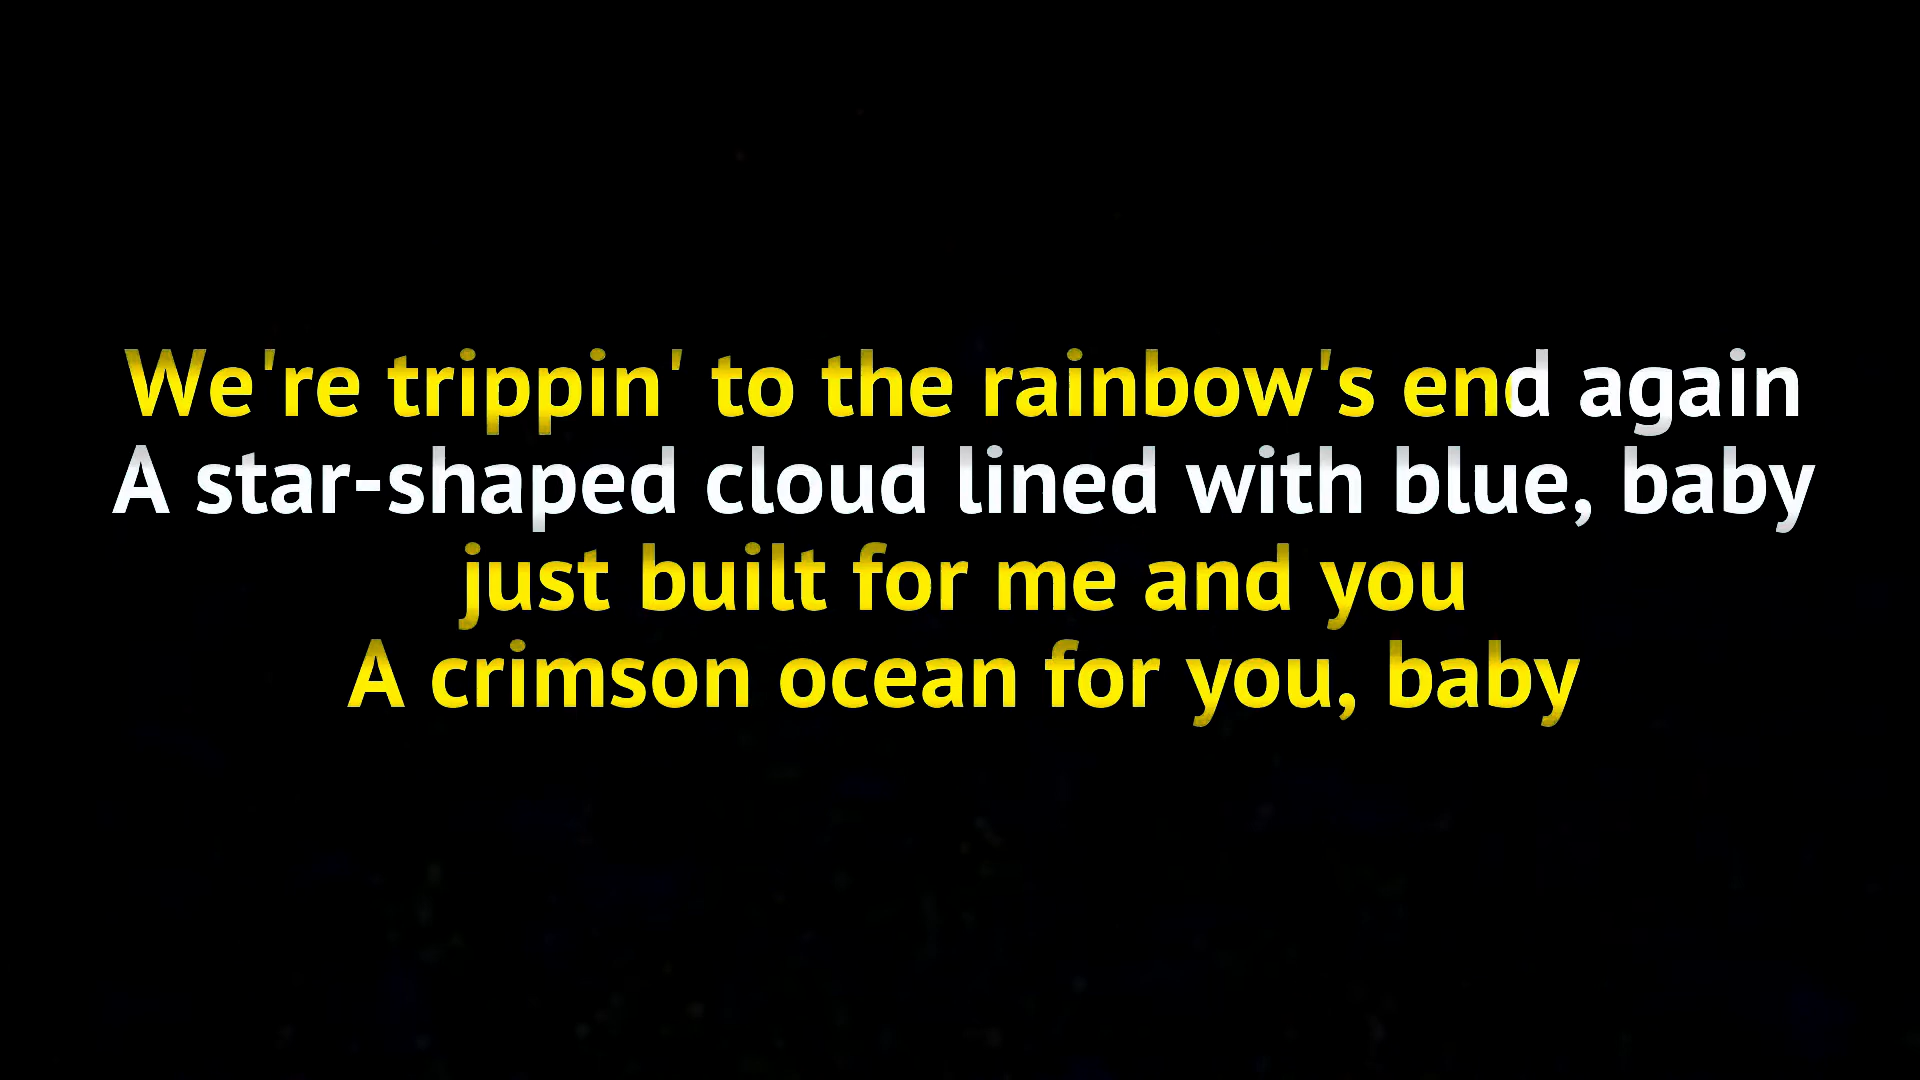 We're trippin' to the rainbow's end again
A star-shaped cloud lined with blue, baby
just built for me and you
A crimson ocean for you, baby